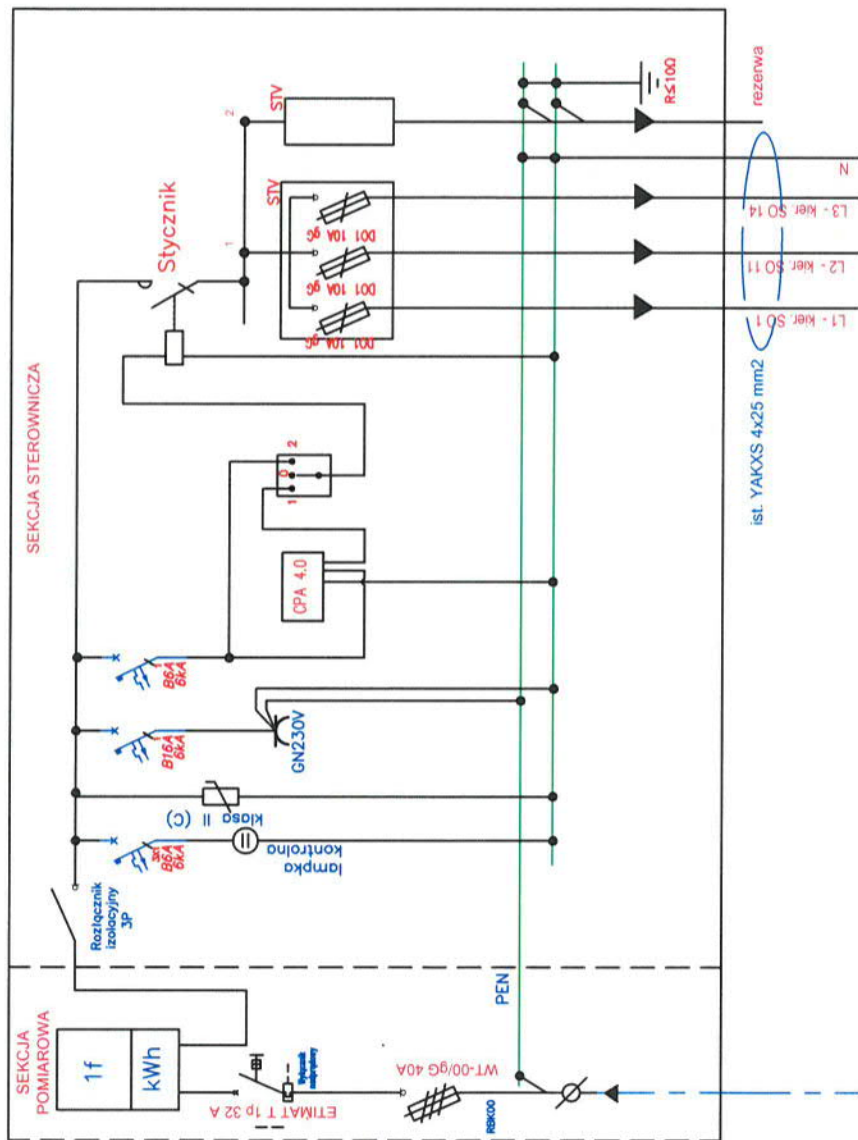 SEKCJA STEROWNICZA
SEKCJA
POMIAROWA
1f
kWh
ETIMAT T 1p 32 A
WT-00/gG 40A
RBK00
PEN
Rozłącznik
izolacyjny
3P
3x1
B6A
6kA
lampka
kontrolna
klasa II (C)
B16A
6kA
GN230V
B6A
6kA
CPA 4.0
1
0
2
Stycznik
1
2
STV
STV
D01 10A gG
D01 10A gG
D01 10A gG
R≤10Ω
rezerwa
N
L3 - kier. SO 14
L2 - kier. SO 11
L1 - kier. SO 1
ist. YAKXS 4x25 mm2